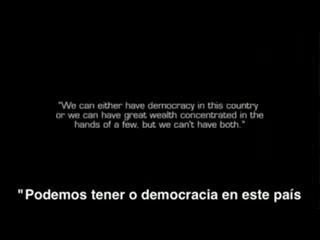 "We can either have democracy in this country
or we can have great wealth concentrated in the
hands of a few, but we can't have both."
"Podemos tener o democracia en este país